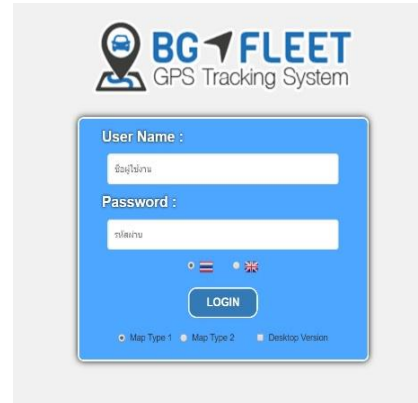 BG FLEET
GPS Tracking System
User Name :
ชื่อผู้ใช้งาน
Password :
รหัสผ่าน
LOGIN
Map Type 1 Map Type 2 Desktop Version